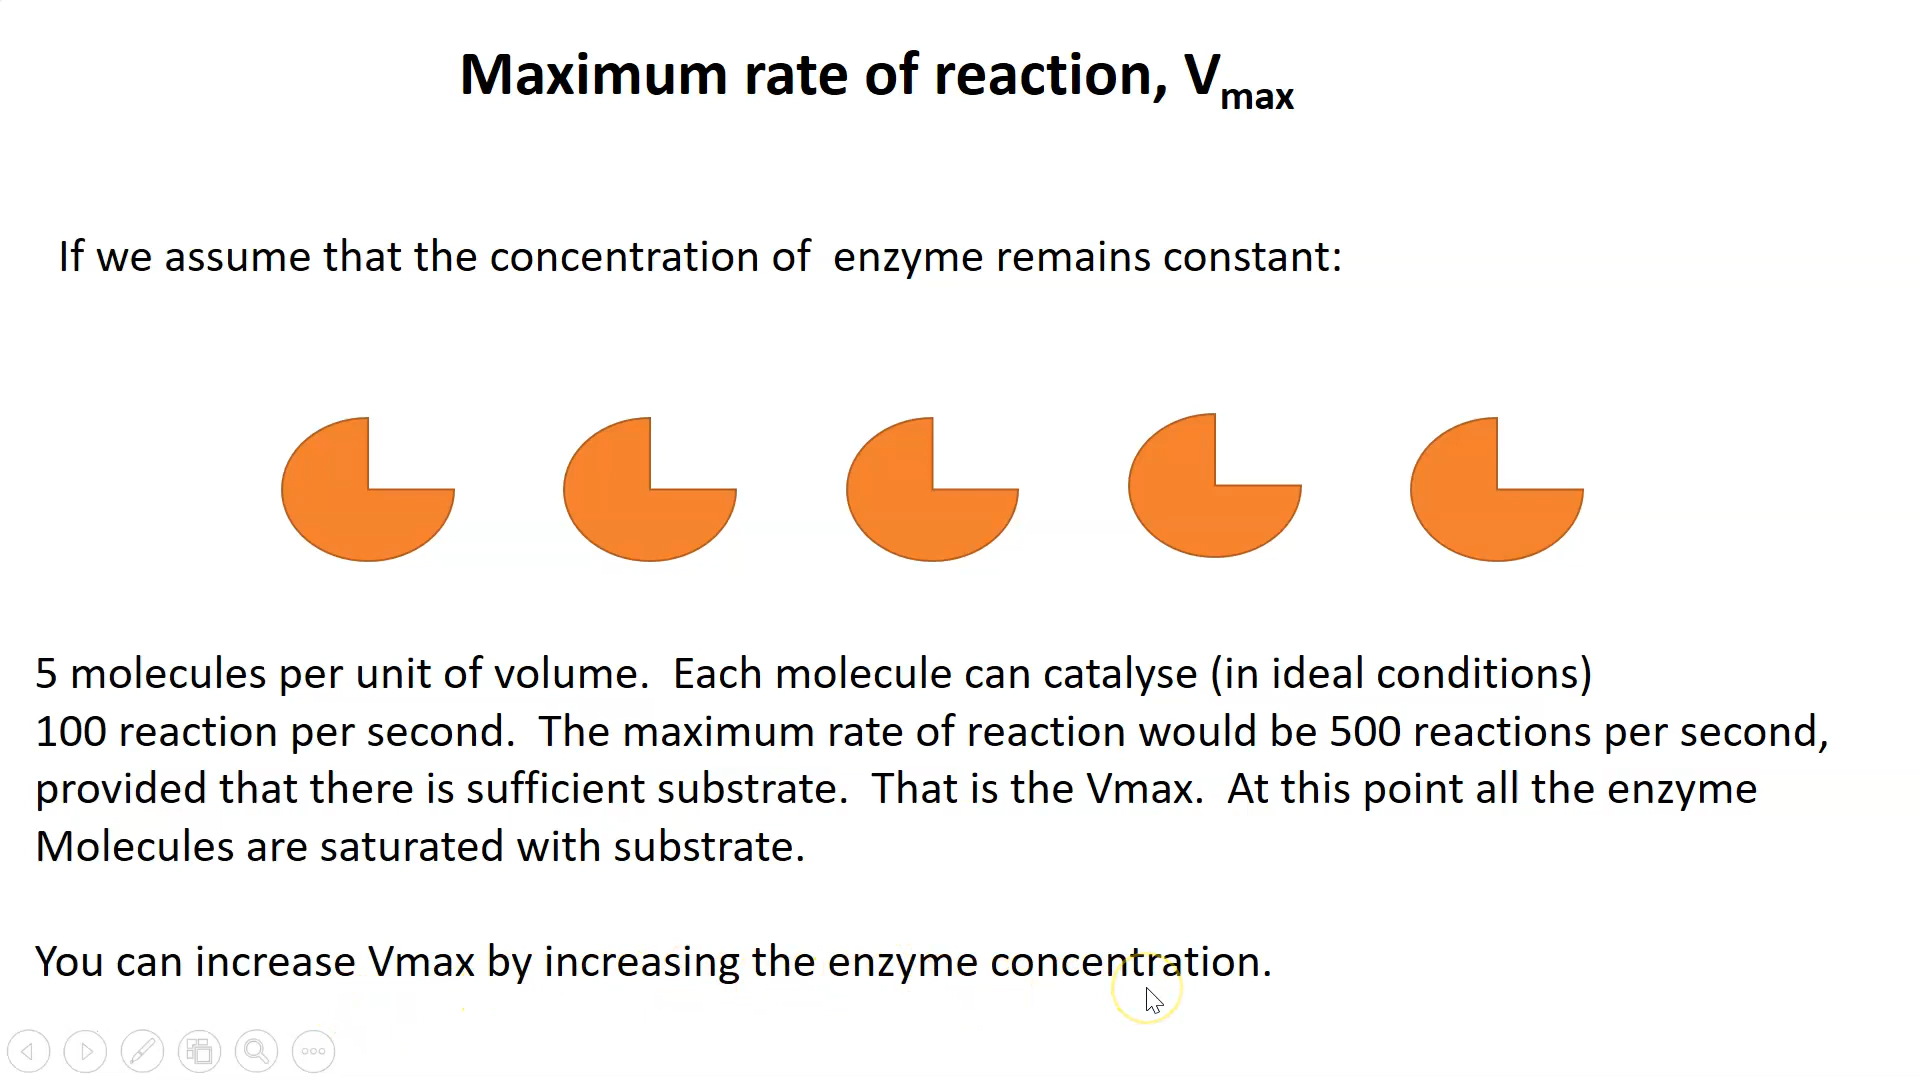 Maximum rate of reaction, Vmax
If we assume that the concentration of  enzyme remains constant:
5 molecules per unit of volume.  Each molecule can catalyse (in ideal conditions)
100 reaction per second.  The maximum rate of reaction would be 500 reactions per second,
provided that there is sufficient substrate.  That is the Vmax.  At this point all the enzyme
Molecules are saturated with substrate.
You can increase Vmax by increasing the enzyme concentration.